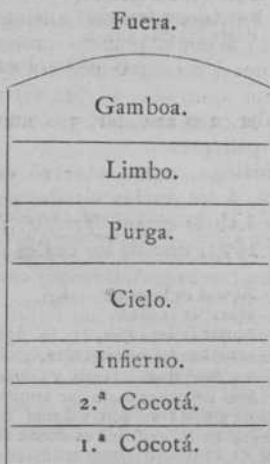 Fuera.
Gamboa.
Limbo.
Purga.
Cielo.
Infierno.
2.ª Cocotá.
1.ª Cocotá.